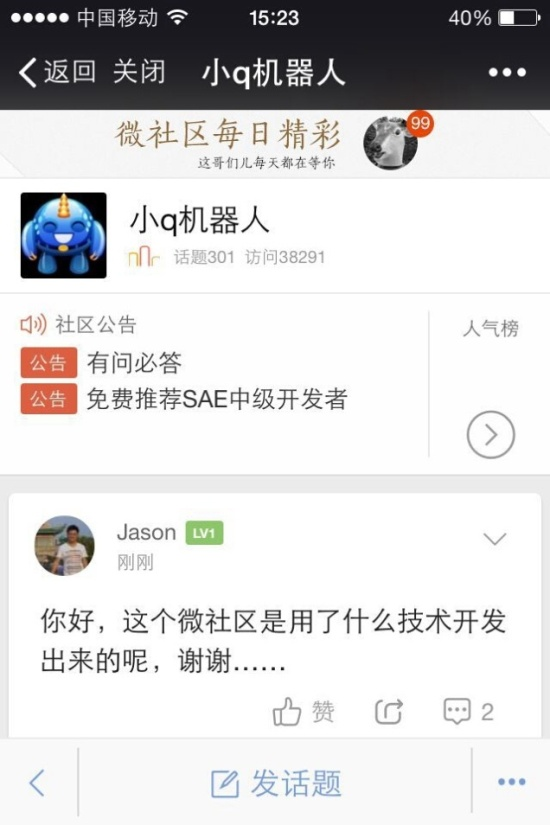 中国移动 15:23 40%
返回 关闭 小q机器人
微社区每日精彩
99
这哥们儿每天都在等你
小q机器人
话题301 访问38291
社区公告
人气榜
公告 有问必答
公告 免费推荐SAE中级开发者
Jason LV1
刚刚
你好，这个微社区是用了什么技术开发
出来的呢，谢谢……
赞 2
发话题